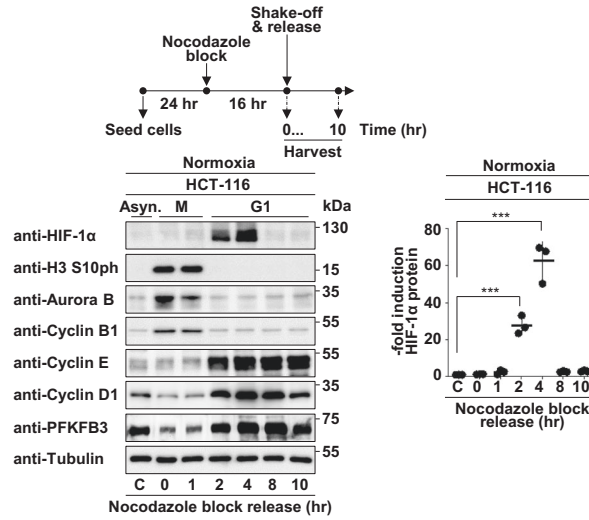 Shake-off
& release
Nocodazole
block
24 hr 16 hr
Seed cells
0... 10 Time (hr)
Harvest
Normoxia
HCT-116
Asyn. M G1 kDa
anti-HIF-1α 130
anti-H3 S10ph 15
anti-Aurora B 35
anti-Cyclin B1 55
anti-Cyclin E 55
anti-Cyclin D1 35
anti-PFKFB3 75
anti-Tubulin 55
C 0 1 2 4 8 10
Nocodazole block release (hr)
Normoxia
HCT-116
-fold induction
HIF-1α protein
80
60
40
20
0
***
***
C 0 1 2 4 8 10
Nocodazole block
release (hr)